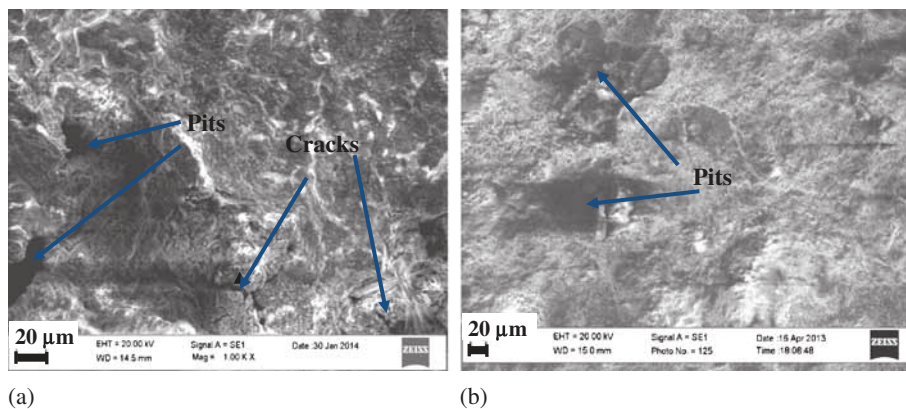 Pits
Cracks
20 µm
EHT = 20.00 kV
Signal A = SE1
Date :30 Jan 2014
WD = 14.5 mm
Mag = 1.00 K X
ZEISS
(a)
Pits
20 µm
EHT = 20.00 kV
Signal A = SE1
Date :16 Apr 2013
WD = 15.0 mm
Photo No. = 125
Time :18:08:48
ZEISS
(b)